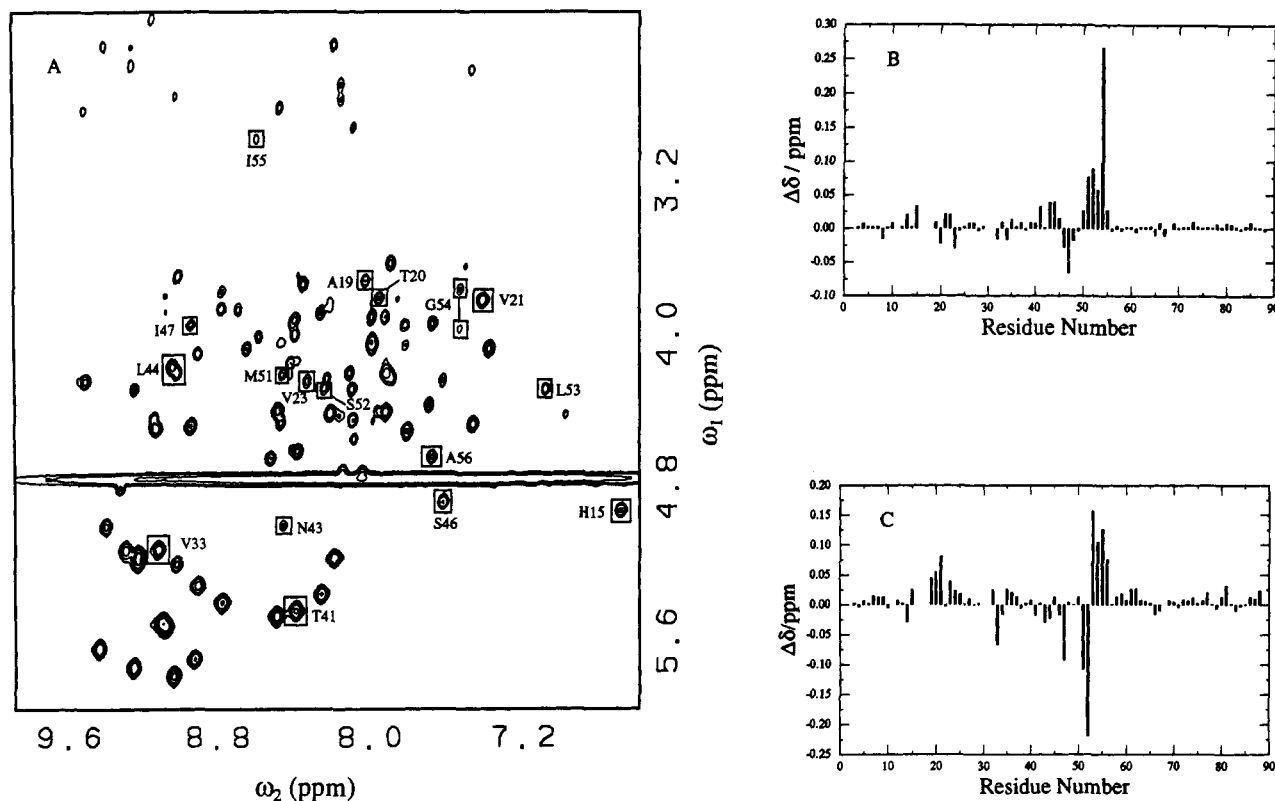 A
I55
A19
T20
G54
V21
I47
L44
M51
V23
S52
L53
A56
S46
H15
N43
V33
T41
3.2
4.0
4.8
5.6
ω₁ (ppm)
9.6 8.8 8.0 7.2
ω₂ (ppm)
B
0.30
0.25
0.20
0.15
0.10
0.05
0.00
-0.05
-0.10
Δδ / ppm
0 10 20 30 40 50 60 70 80 90
Residue Number
C
0.20
0.15
0.10
0.05
0.00
-0.05
-0.10
-0.15
-0.20
-0.25
Δδ/ppm
0 10 20 30 40 50 60 70 80 90
Residue Number